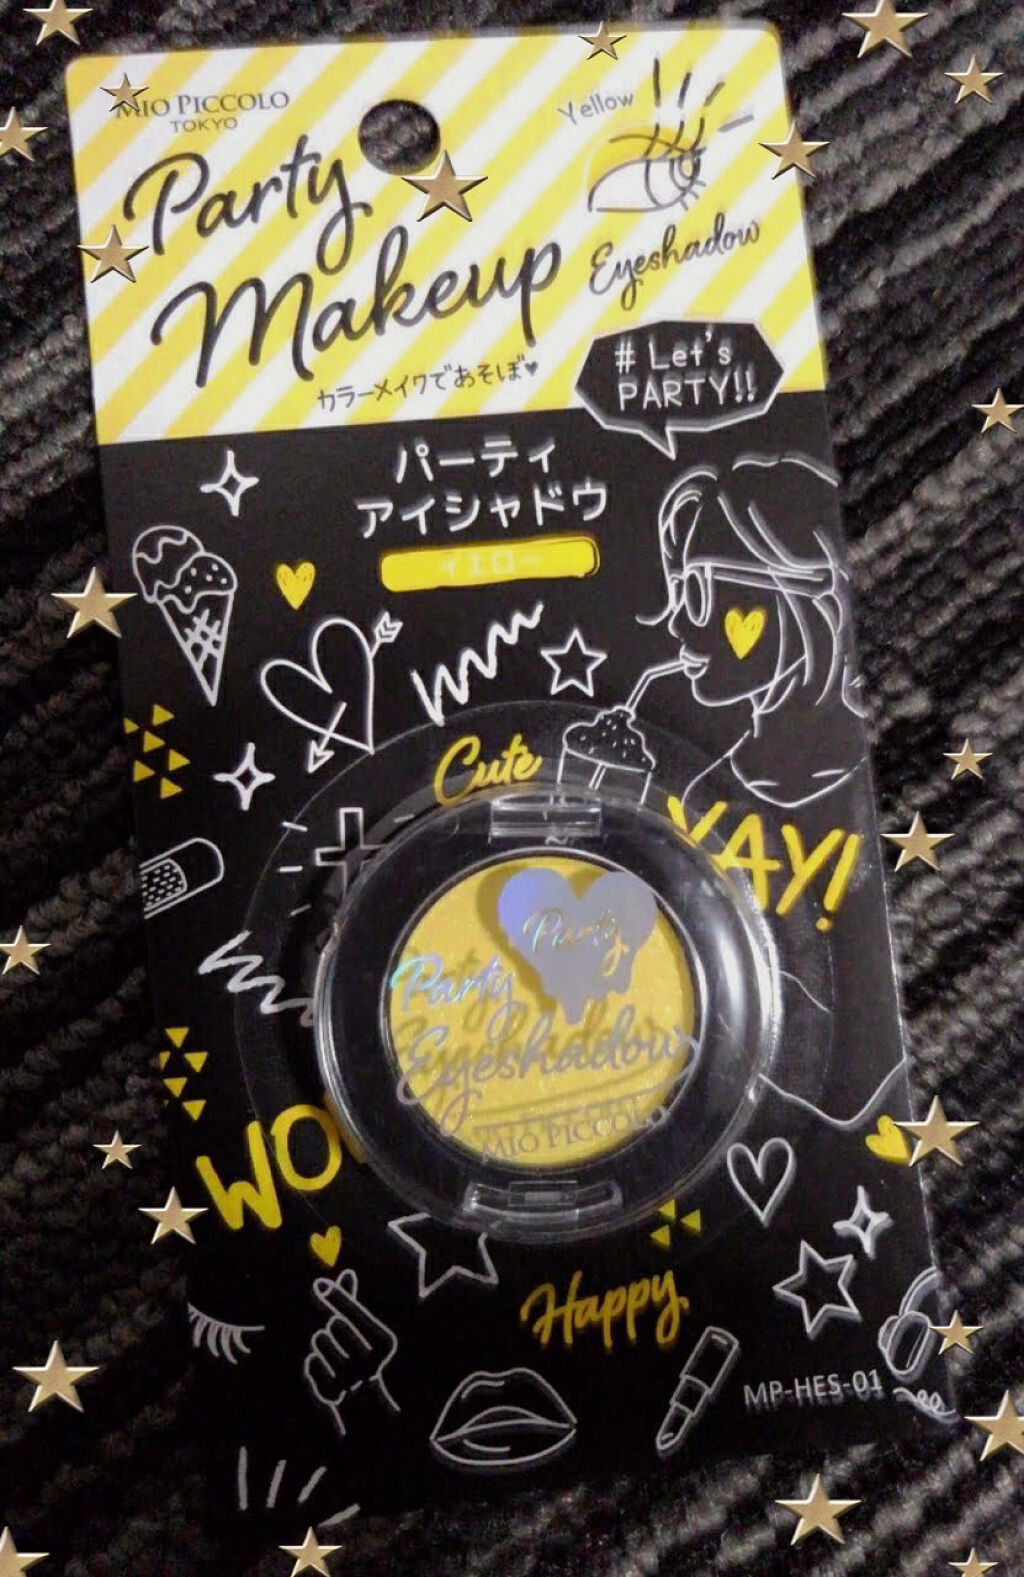 MIO PICCOLO
TOKYO
Yellow
Party
Makeup
Eyeshadow
カラーメイクであそぼ♥
# Let's
PARTY!!
パーティ
アイシャドウ
イエロー
Cute
YAY!
Party
Party
Eyeshadow
MIO PICCOLO
Happy
MP-HES-01